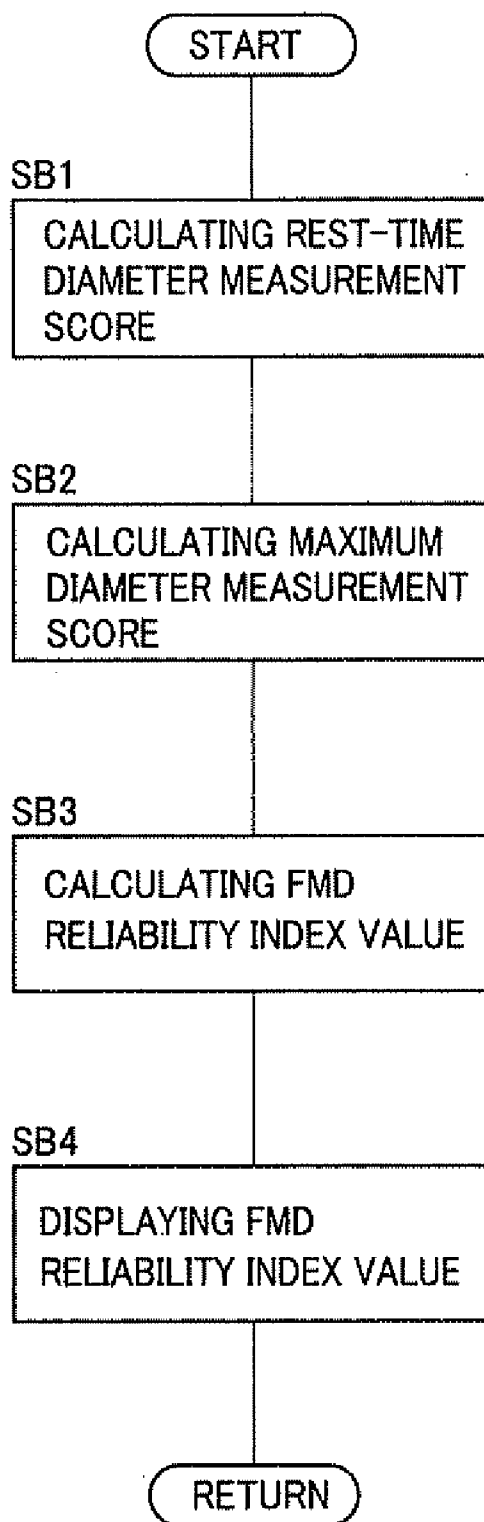 START
SB1
CALCULATING REST-TIME
DIAMETER MEASUREMENT
SCORE
SB2
CALCULATING MAXIMUM
DIAMETER MEASUREMENT
SCORE
SB3
CALCULATING FMD
RELIABILITY INDEX VALUE
SB4
DISPLAYING FMD
RELIABILITY INDEX VALUE
RETURN